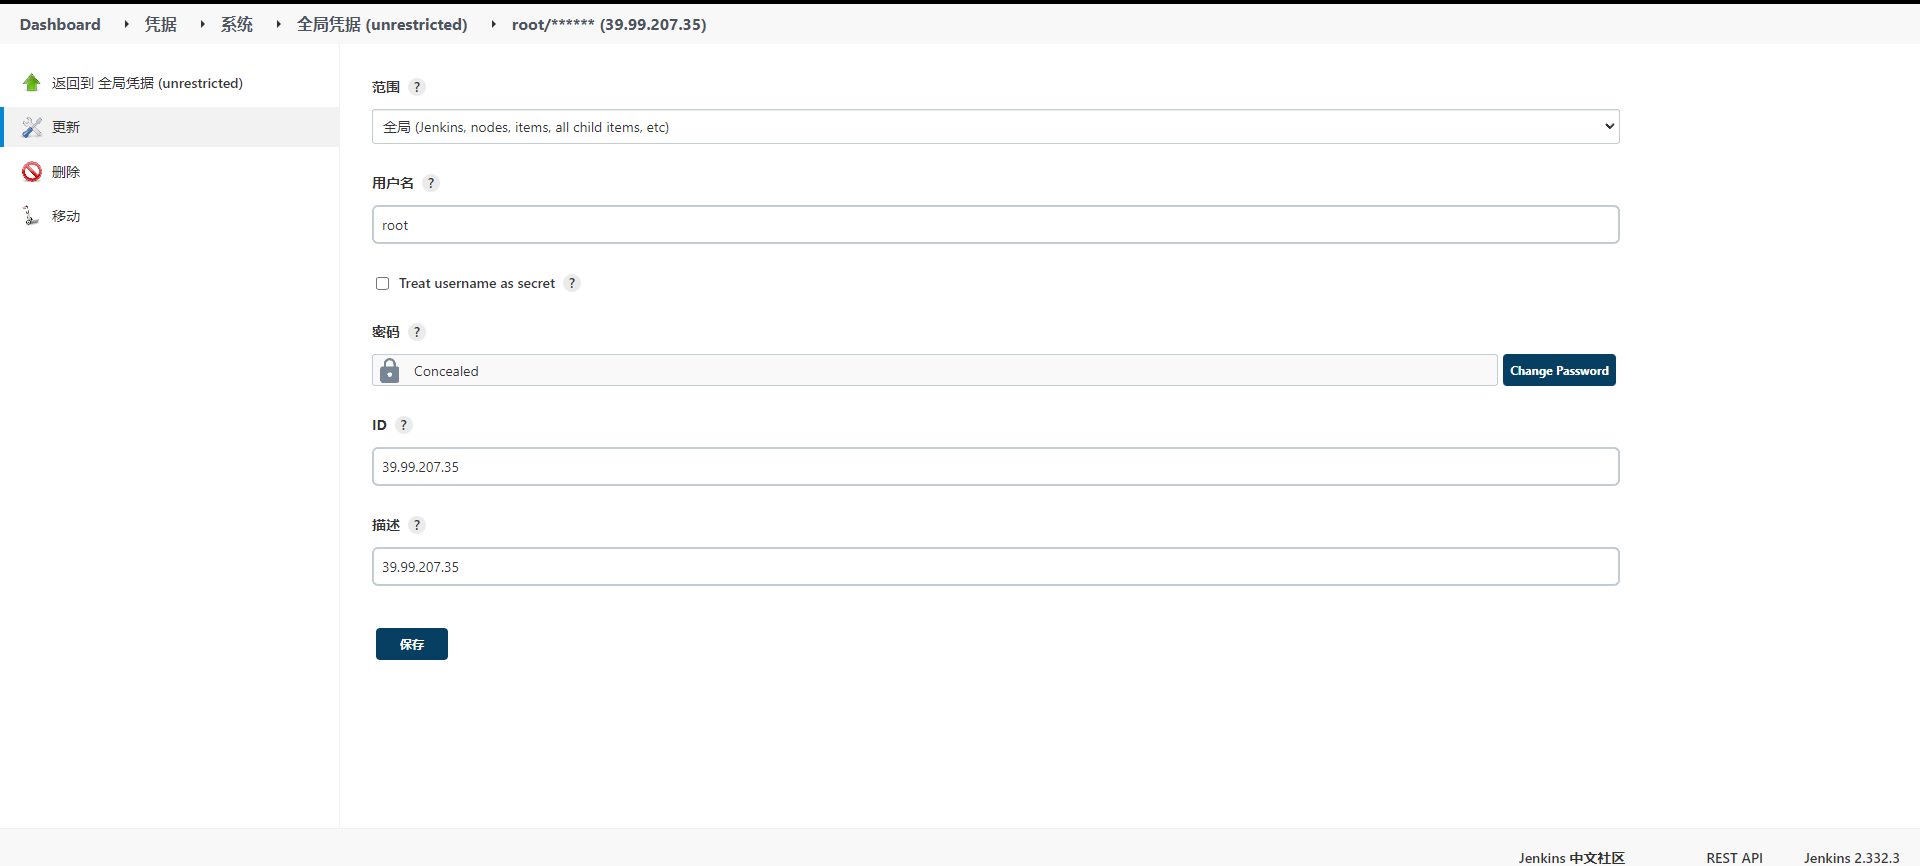 Dashboard 凭据 系统 全局凭据 (unrestricted) root/****** (39.99.207.35)
返回到 全局凭据 (unrestricted)
更新
删除
移动
范围 ?
全局 (Jenkins, nodes, items, all child items, etc)
用户名 ?
root
Treat username as secret ?
密码 ?
Concealed
Change Password
ID ?
39.99.207.35
描述 ?
39.99.207.35
保存
Jenkins 中文社区 REST API Jenkins 2.332.3